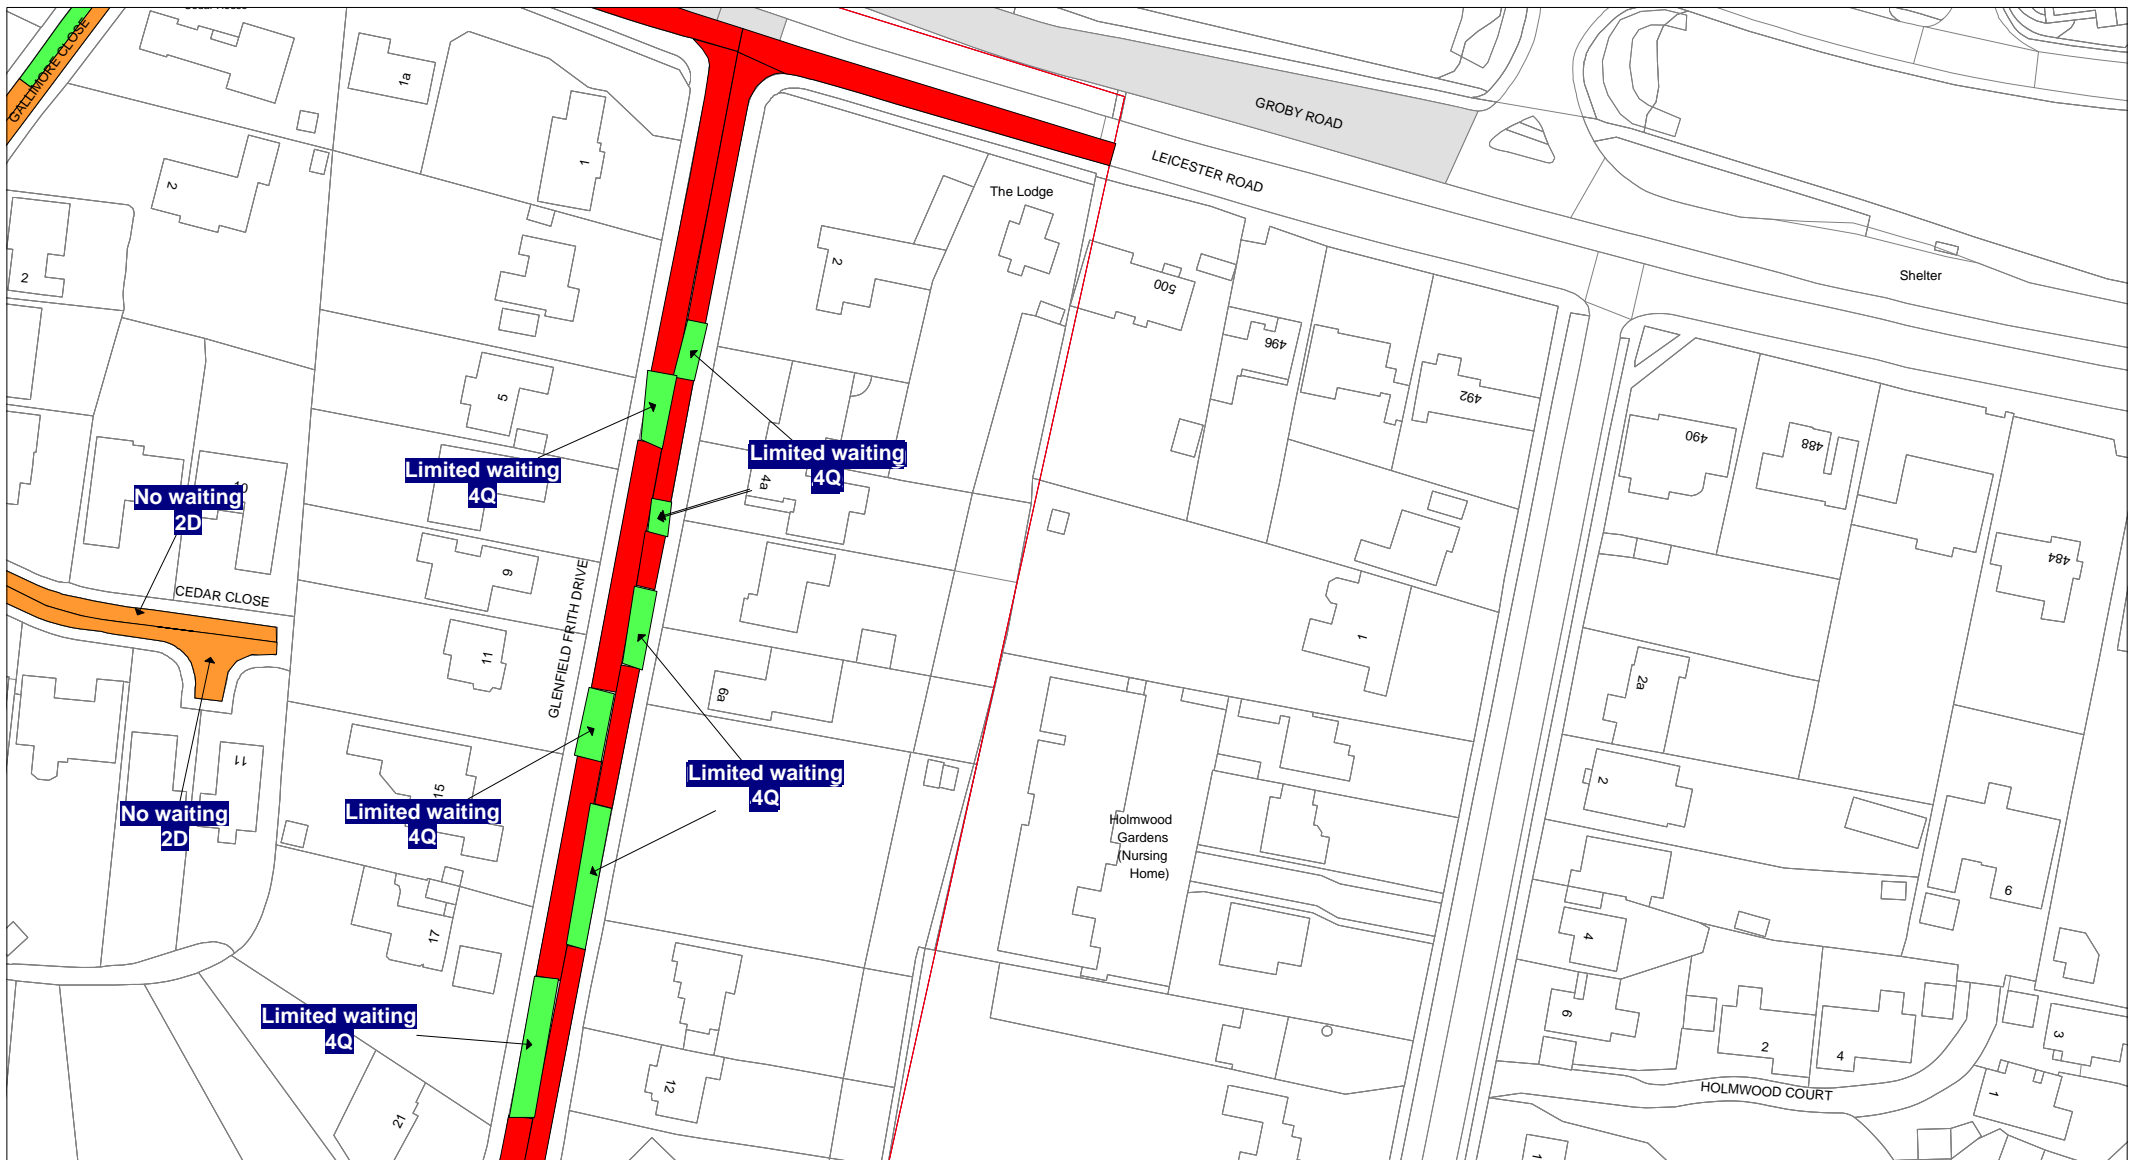 GALLIMORE CLOSE
1a
1
2
2
GROBY ROAD
LEICESTER ROAD
The Lodge
2
500
Shelter
496
492
490
488
484
5
Limited waiting
4Q
Limited waiting
4Q
4a
10
No waiting
2D
9
CEDAR CLOSE
GLENFIELD FRITH DRIVE
11
6a
1
2a
11
15
Limited waiting
4Q
Limited waiting
4Q
No waiting
2D
2
Holmwood
Gardens
(Nursing
Home)
17
4
6
6
Limited waiting
4Q
12
21
2
4
3
1
HOLMWOOD COURT
1